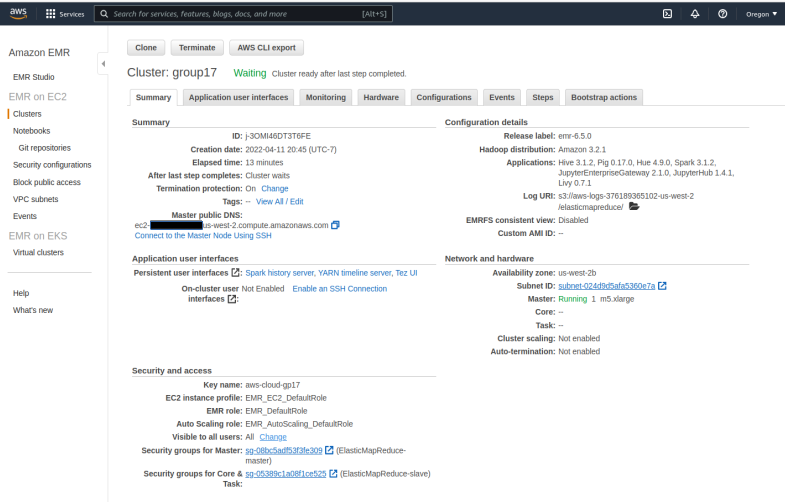 aws
Services
Search for services, features, blogs, docs, and more
[Alt+S]
Oregon
Amazon EMR
EMR Studio
EMR on EC2
Clusters
Notebooks
Git repositories
Security configurations
Block public access
VPC subnets
Events
EMR on EKS
Virtual clusters
Help
What's new
Clone Terminate AWS CLI export
Cluster: group17 Waiting Cluster ready after last step completed.
Summary Application user interfaces Monitoring Hardware Configurations Events Steps Bootstrap actions
Summary
ID: j-3OMI46DT3T6FE
Creation date: 2022-04-11 20:45 (UTC-7)
Elapsed time: 13 minutes
After last step completes: Cluster waits
Termination protection: On Change
Tags: -- View All / Edit
Master public DNS:
ec2- us-west-2.compute.amazonaws.com
Connect to the Master Node Using SSH
Configuration details
Release label: emr-6.5.0
Hadoop distribution: Amazon 3.2.1
Applications: Hive 3.1.2, Pig 0.17.0, Hue 4.9.0, Spark 3.1.2,
JupyterEnterpriseGateway 2.1.0, JupyterHub 1.4.1,
Livy 0.7.1
Log URI: s3://aws-logs-376189365102-us-west-2
/elasticmapreduce/
EMRFS consistent view: Disabled
Custom AMI ID: --
Application user interfaces
Persistent user interfaces : Spark history server, YARN timeline server, Tez UI
On-cluster user Not Enabled Enable an SSH Connection
interfaces :
Network and hardware
Availability zone: us-west-2b
Subnet ID: subnet-024d9d5afa5360e7a
Master: Running 1 m5.xlarge
Core: --
Task: --
Cluster scaling: Not enabled
Auto-termination: Not enabled
Security and access
Key name: aws-cloud-gp17
EC2 instance profile: EMR_EC2_DefaultRole
EMR role: EMR_DefaultRole
Auto Scaling role: EMR_AutoScaling_DefaultRole
Visible to all users: All Change
Security groups for Master: sg-08bc5adf53f3fe309 (ElasticMapReduce-
master)
Security groups for Core & sg-05389c1a08f1ce525 (ElasticMapReduce-slave)
Task: